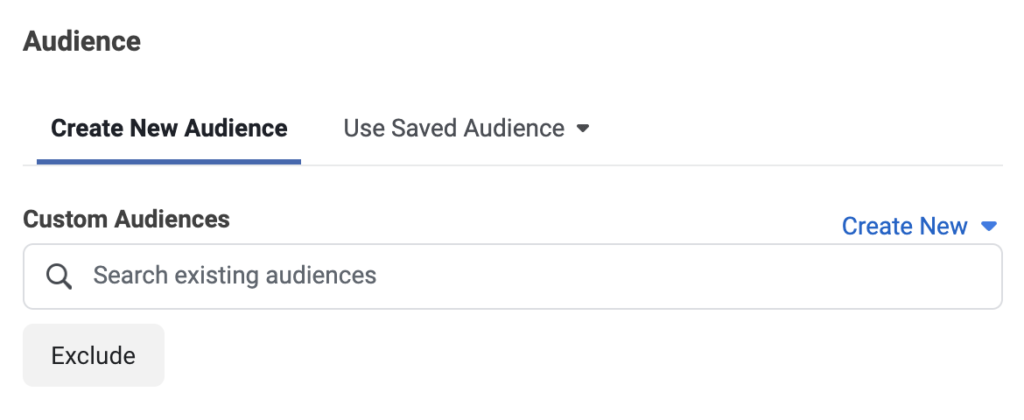 Audience
Create New Audience
Use Saved Audience
Custom Audiences
Create New
Search existing audiences
Exclude